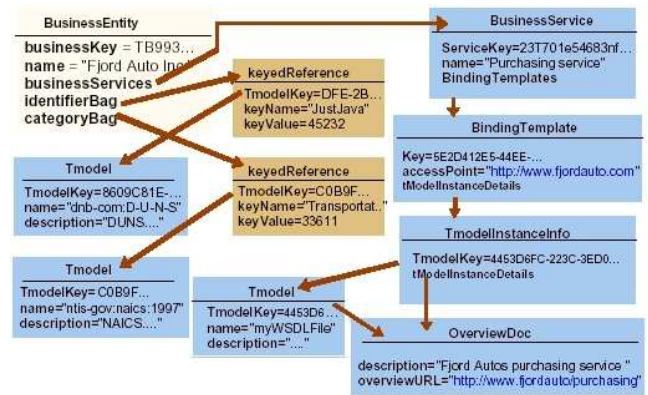 BusinessEntity
businessKey = TB993...
name = "Fjord Auto Inc"
businessServices
identifierBag
categoryBag
keyedReference
TmodelKey=DFE-2B...
keyName="JustJava"
keyValue=45232
keyedReference
TmodelKey=C0B9F...
keyName="Transportat.."
keyValue=33611
BusinessService
ServiceKey=23T701e54683nf...
name="Purchasing service"
BindingTemplates
BindingTemplate
Key=5E2D412E5-44EE-...
accessPoint="http://www.fjordauto.com"
tModelInstanceDetails
TmodelInstanceInfo
TmodelKey=4453D6FC-223C-3ED0...
tModelInstanceDetails
Tmodel
TmodelKey=8609C81E-...
name="dnb-com:D-U-N-S"
description="DUNS...."
Tmodel
TmodelKey= C0B9F...
name="ntis-gov:naics:1997"
description="NAICS...."
Tmodel
TmodelKey=4453D6...
name="myWSDLFile"
description="...."
OverviewDoc
description="Fjord Autos purchasing service "
overviewURL="http://www.fjordauto/purchasing"